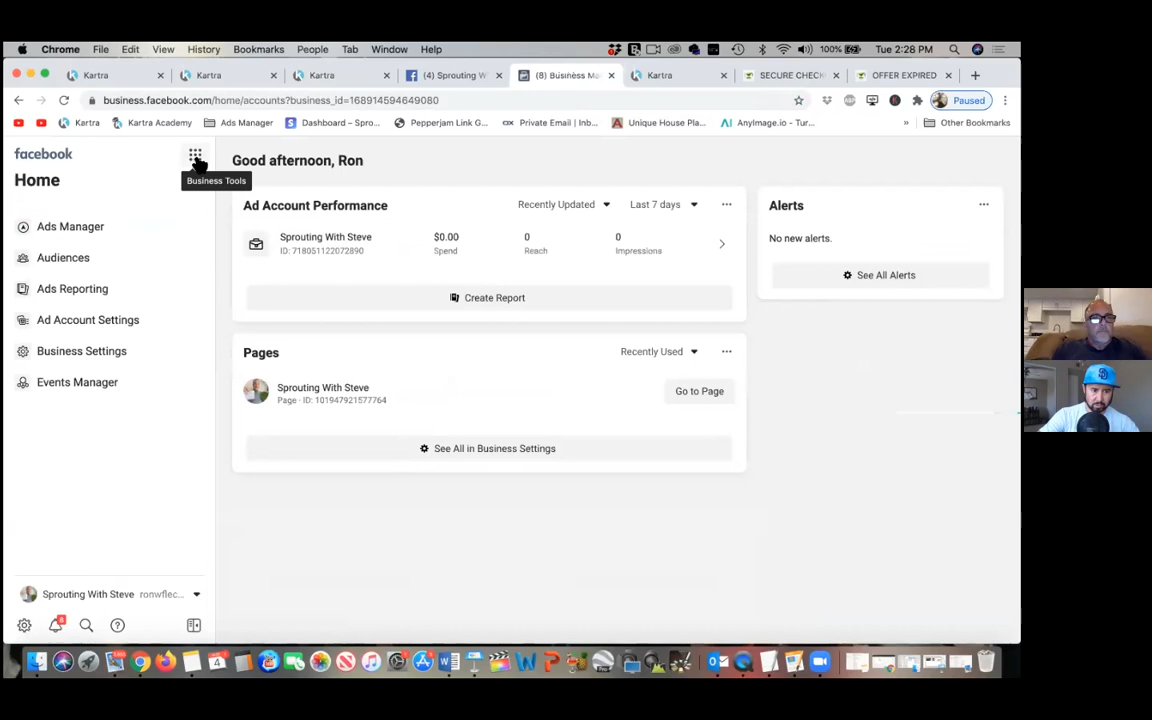 Chrome File Edit View History Bookmarks People Tab Window Help 100% Tue 2:28 PM
Kartra Kartra Kartra (4) Sprouting W (8) Business Ma Kartra SECURE CHECK OFFER EXPIRED
business.facebook.com/home/accounts?business_id=168914594649080 Paused
Kartra Kartra Academy Ads Manager Dashboard – Spro... Pepperjam Link G... Private Email | In... Unique House Pla... AnyImage.io - Tur... » Other Bookmarks
facebook
Home
Business Tools
Ads Manager
Audiences
Ads Reporting
Ad Account Settings
Business Settings
Events Manager
Sprouting With Steve ronwflec...
Good afternoon, Ron
Ad Account Performance Recently Updated Last 7 days
Sprouting With Steve $0.00 0 0
ID: 718051122072890 Spend Reach Impressions
Create Report
Pages Recently Used
Sprouting With Steve
Page · ID: 101947921577764
Go to Page
See All in Business Settings
Alerts
No new alerts.
See All Alerts